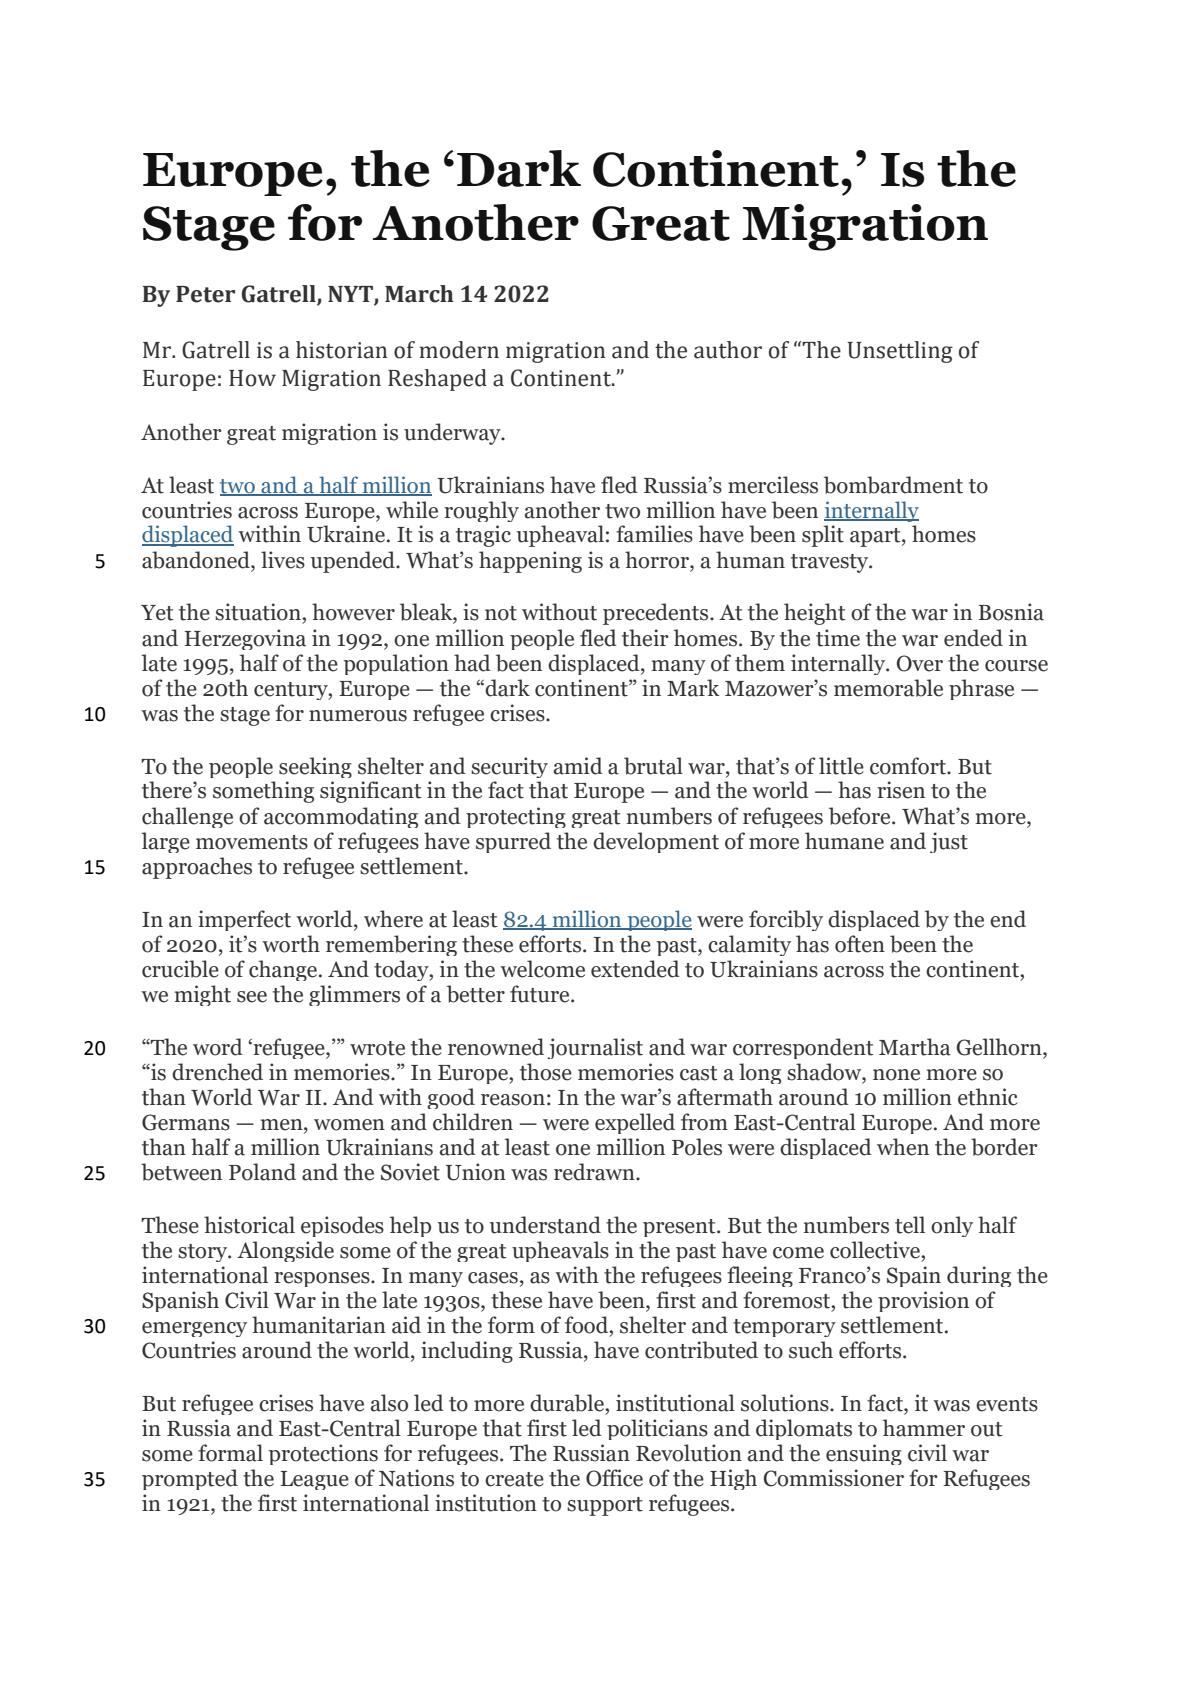 Europe, the ‘Dark Continent,’ Is the
Stage for Another Great Migration
By Peter Gatrell, NYT, March 14 2022
Mr. Gatrell is a historian of modern migration and the author of “The Unsettling of
Europe: How Migration Reshaped a Continent.”
Another great migration is underway.
At least two and a half million Ukrainians have fled Russia’s merciless bombardment to
countries across Europe, while roughly another two million have been internally
displaced within Ukraine. It is a tragic upheaval: families have been split apart, homes
5 abandoned, lives upended. What’s happening is a horror, a human travesty.
Yet the situation, however bleak, is not without precedents. At the height of the war in Bosnia
and Herzegovina in 1992, one million people fled their homes. By the time the war ended in
late 1995, half of the population had been displaced, many of them internally. Over the course
of the 20th century, Europe — the “dark continent” in Mark Mazower’s memorable phrase —
10 was the stage for numerous refugee crises.
To the people seeking shelter and security amid a brutal war, that’s of little comfort. But
there’s something significant in the fact that Europe — and the world — has risen to the
challenge of accommodating and protecting great numbers of refugees before. What’s more,
large movements of refugees have spurred the development of more humane and just
15 approaches to refugee settlement.
In an imperfect world, where at least 82.4 million people were forcibly displaced by the end
of 2020, it’s worth remembering these efforts. In the past, calamity has often been the
crucible of change. And today, in the welcome extended to Ukrainians across the continent,
we might see the glimmers of a better future.
20 “The word ‘refugee,’” wrote the renowned journalist and war correspondent Martha Gellhorn,
“is drenched in memories.” In Europe, those memories cast a long shadow, none more so
than World War II. And with good reason: In the war’s aftermath around 10 million ethnic
Germans — men, women and children — were expelled from East-Central Europe. And more
than half a million Ukrainians and at least one million Poles were displaced when the border
25 between Poland and the Soviet Union was redrawn.
These historical episodes help us to understand the present. But the numbers tell only half
the story. Alongside some of the great upheavals in the past have come collective,
international responses. In many cases, as with the refugees fleeing Franco’s Spain during the
Spanish Civil War in the late 1930s, these have been, first and foremost, the provision of
30 emergency humanitarian aid in the form of food, shelter and temporary settlement.
Countries around the world, including Russia, have contributed to such efforts.
But refugee crises have also led to more durable, institutional solutions. In fact, it was events
in Russia and East-Central Europe that first led politicians and diplomats to hammer out
some formal protections for refugees. The Russian Revolution and the ensuing civil war
35 prompted the League of Nations to create the Office of the High Commissioner for Refugees
in 1921, the first international institution to support refugees.